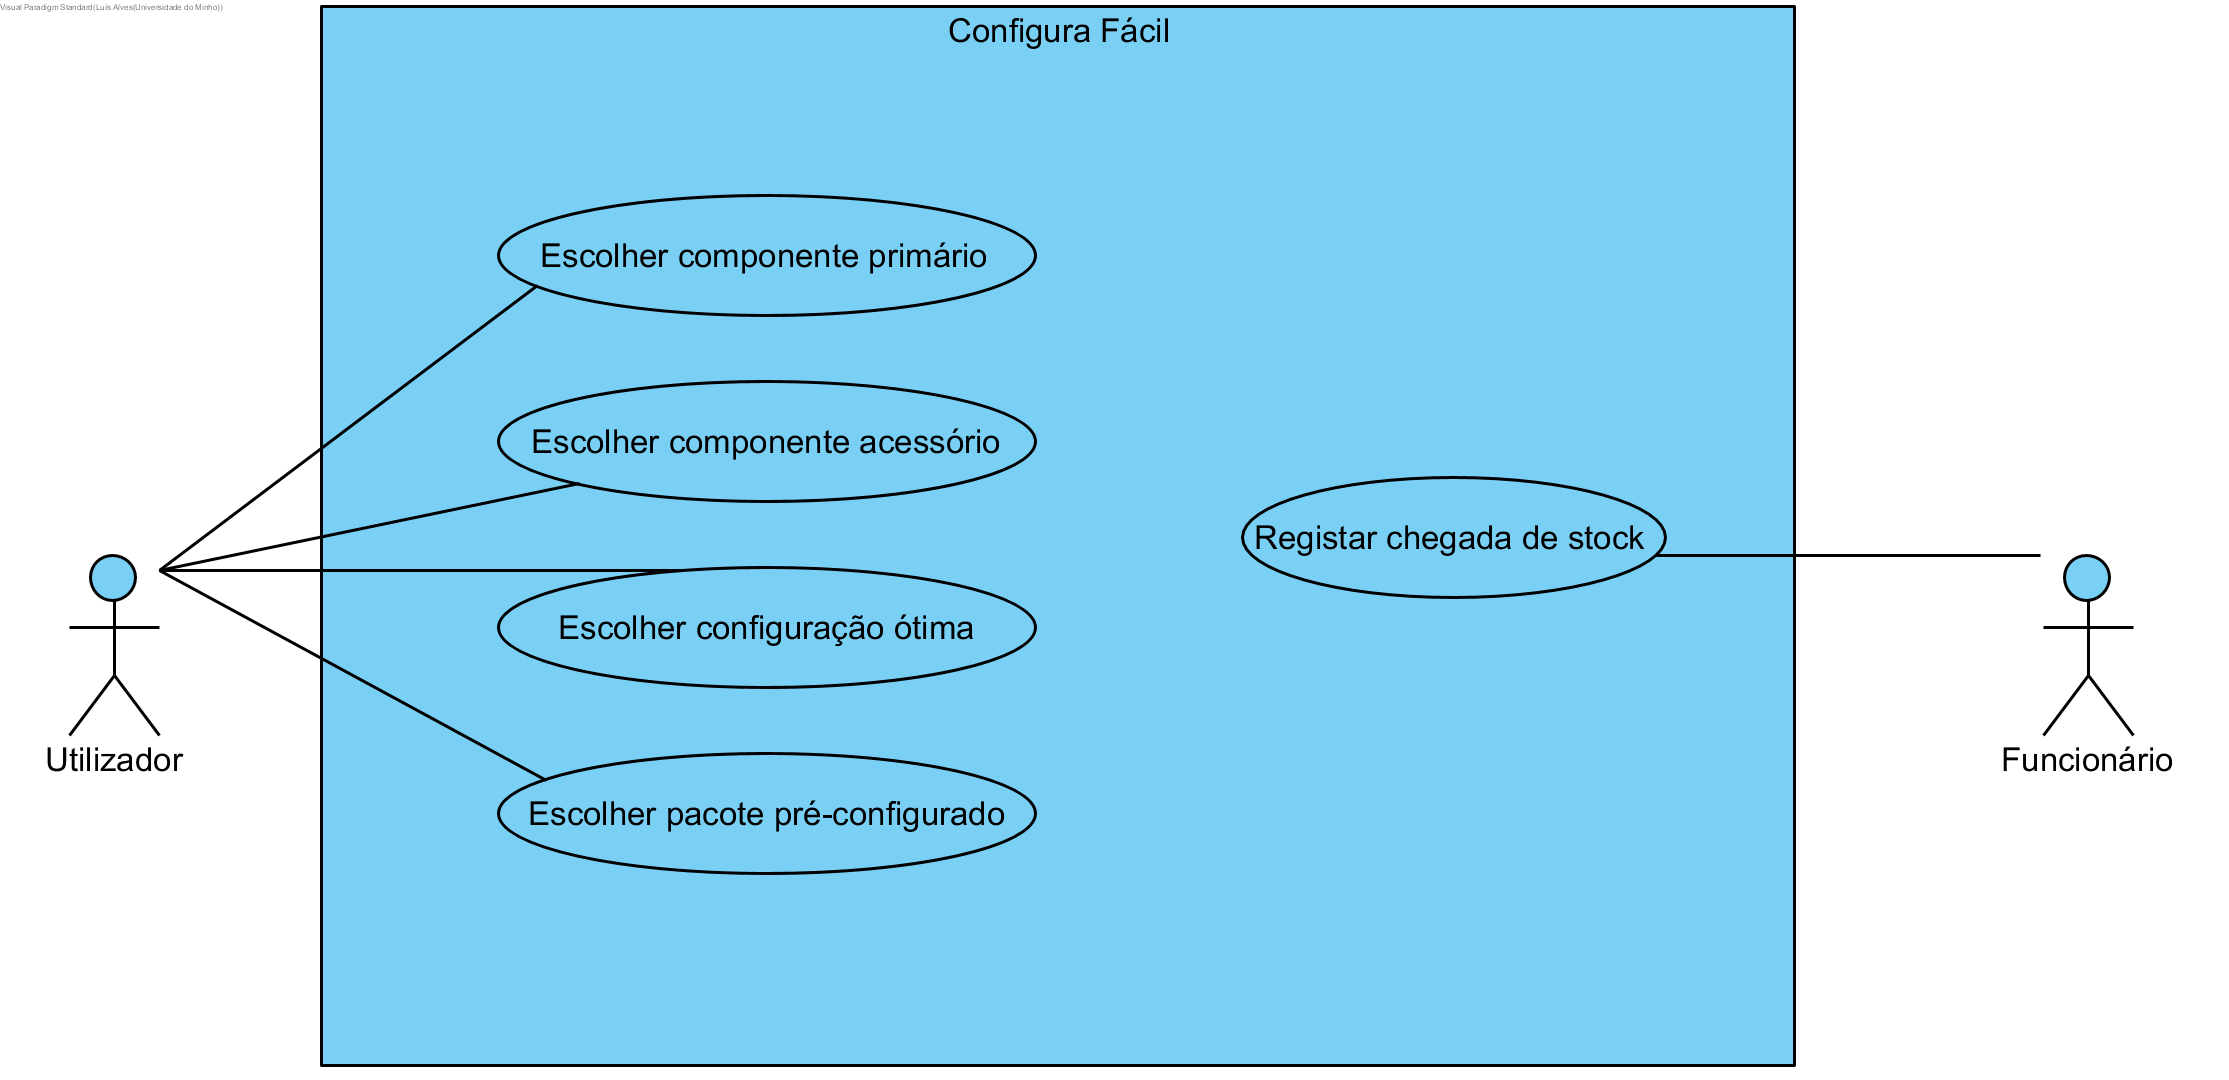 Visual Paradigm Standard(Luís Alves(Universidade do Minho))
Configura Fácil
Escolher componente primário
Escolher componente acessório
Registar chegada de stock
Escolher configuração ótima
Utilizador
Funcionário
Escolher pacote pré-configurado